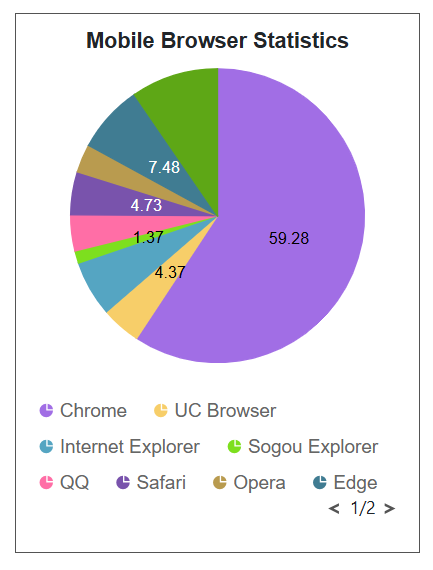 Mobile Browser Statistics
7.48
4.73
1.37
59.28
4.37
Chrome UC Browser
Internet Explorer Sogou Explorer
QQ Safari Opera Edge
< 1/2 >